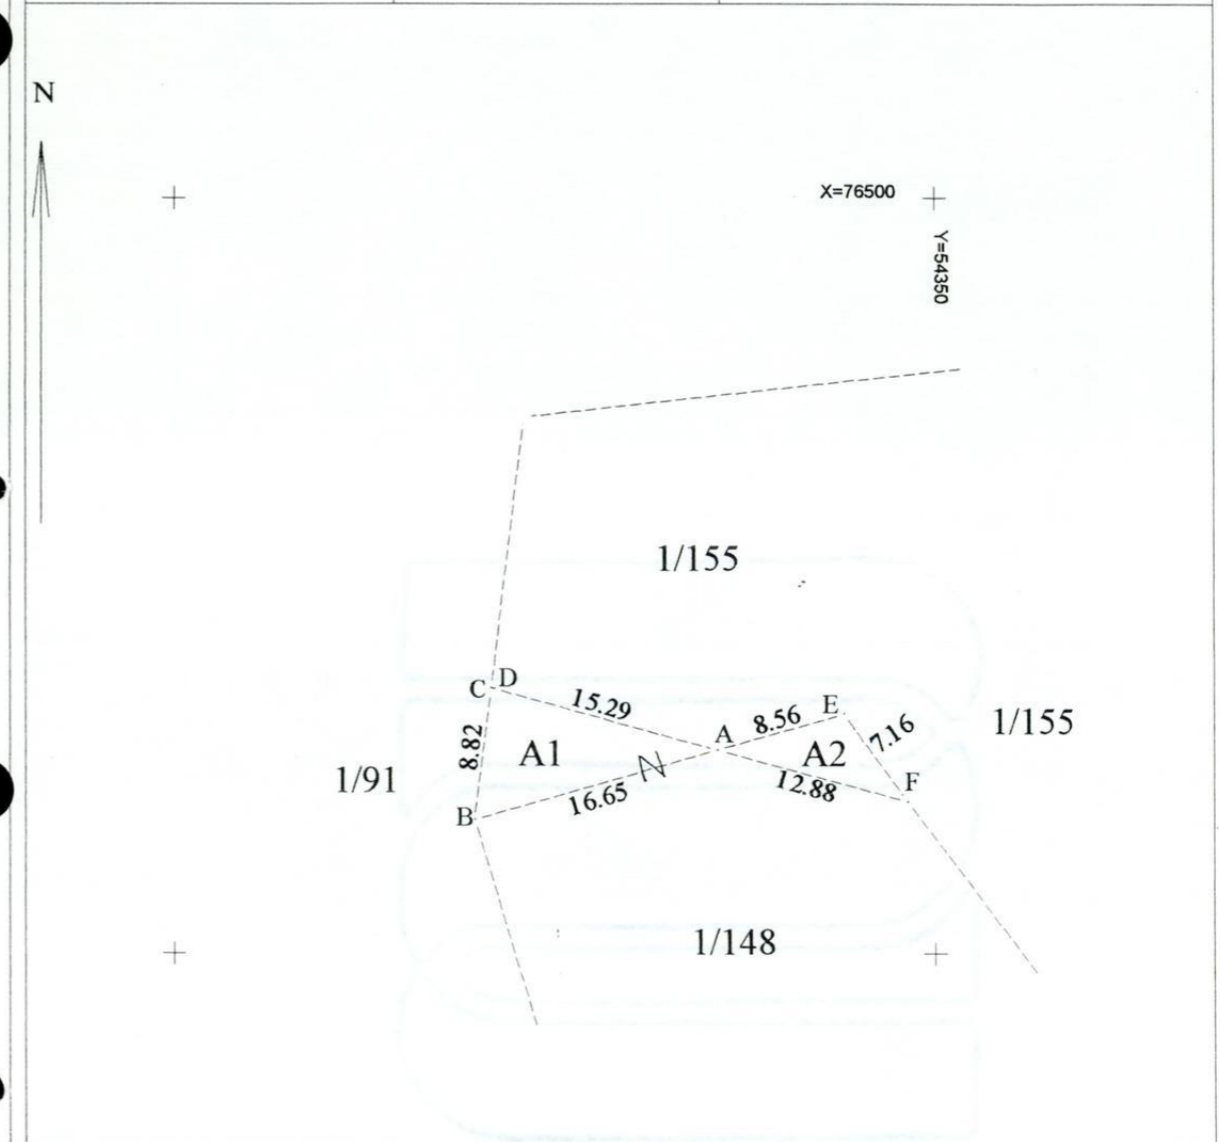 N
X=76500
Y=54350
1/155
C D
15.29
E
8.56
A
7.16
1/155
8.82
A1
A2
1/91
N
F
16.65
12.88
B
1/148